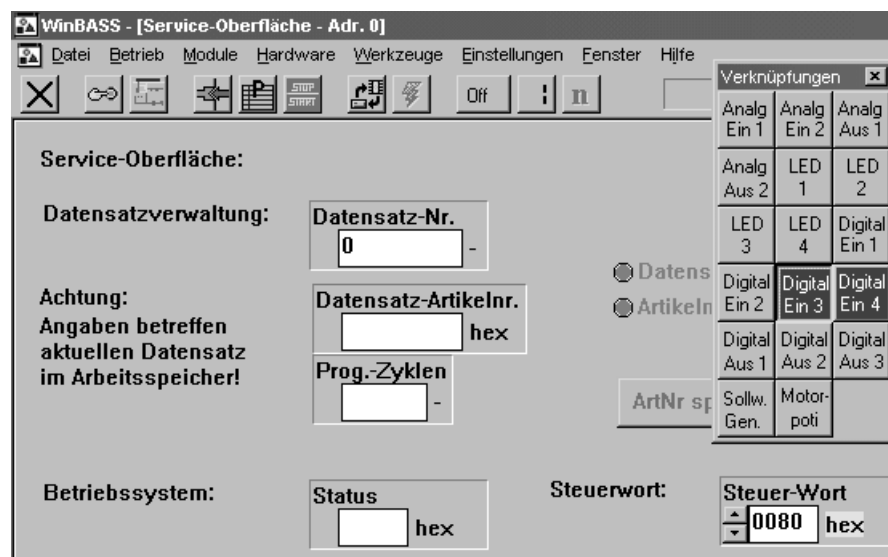 WinBASS - [Service-Oberfläche - Adr. 0]
Datei Betrieb Module Hardware Werkzeuge Einstellungen Fenster Hilfe
STOP
START
Off
n
Service-Oberfläche:
Datensatzverwaltung:
Datensatz-Nr.
0 -
Achtung:
Angaben betreffen
aktuellen Datensatz
im Arbeitsspeicher!
Datensatz-Artikelnr.
hex
Prog.-Zyklen
-
Datens
Artikeln
ArtNr sp
Betriebssystem:
Status
hex
Steuerwort:
Steuer-Wort
0080 hex
Verknüpfungen
Analg Ein 1
Analg Ein 2
Analg Aus 1
Analg Aus 2
LED 1
LED 2
LED 3
LED 4
Digital Ein 1
Digital Ein 2
Digital Ein 3
Digital Ein 4
Digital Aus 1
Digital Aus 2
Digital Aus 3
Sollw. Gen.
Motor-
poti